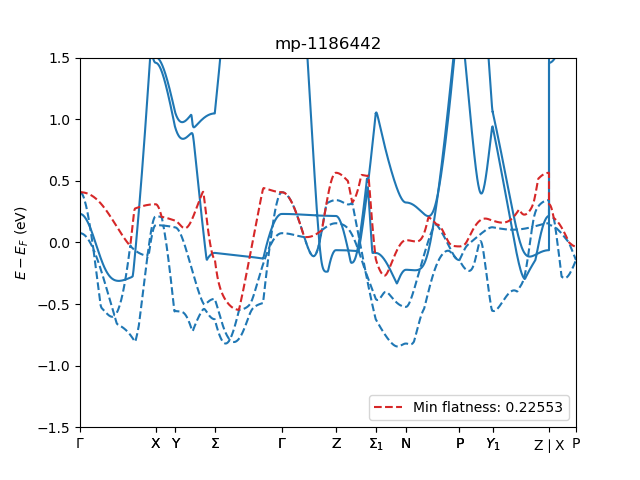 mp-1186442
E − E_F (eV)
1.5
1.0
0.5
0.0
−0.5
−1.0
−1.5
Min flatness: 0.22553
Γ X Y Σ Γ Z Σ₁ N P Y₁ Z | X P